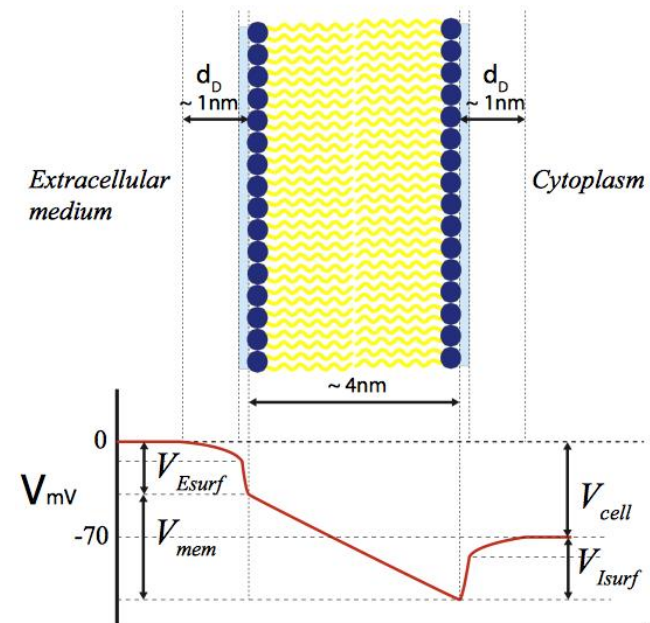 d_D
~ 1nm
d_D
~ 1nm
Extracellular
medium
Cytoplasm
~ 4nm
0
V_Esurf
V_mV
V_cell
-70
V_mem
V_Isurf